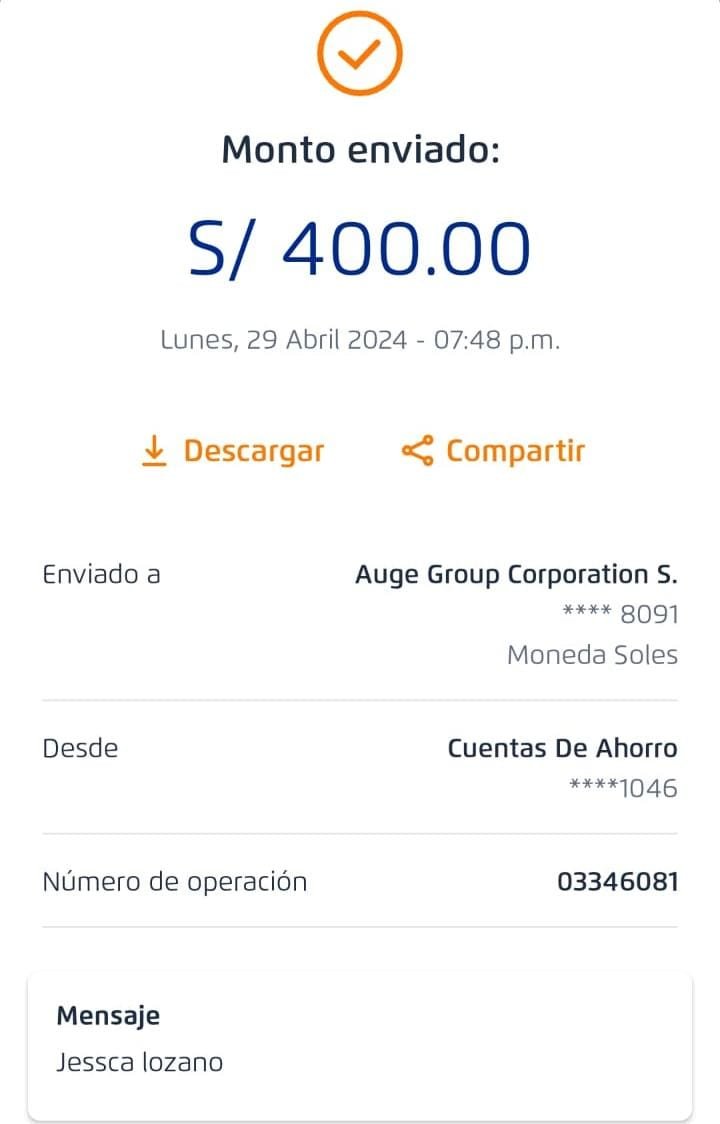 Monto enviado:
S/ 400.00
Lunes, 29 Abril 2024 - 07:48 p.m.
Descargar Compartir
Enviado a Auge Group Corporation S.
**** 8091
Moneda Soles
Desde Cuentas De Ahorro
****1046
Número de operación 03346081
Mensaje
Jessca lozano